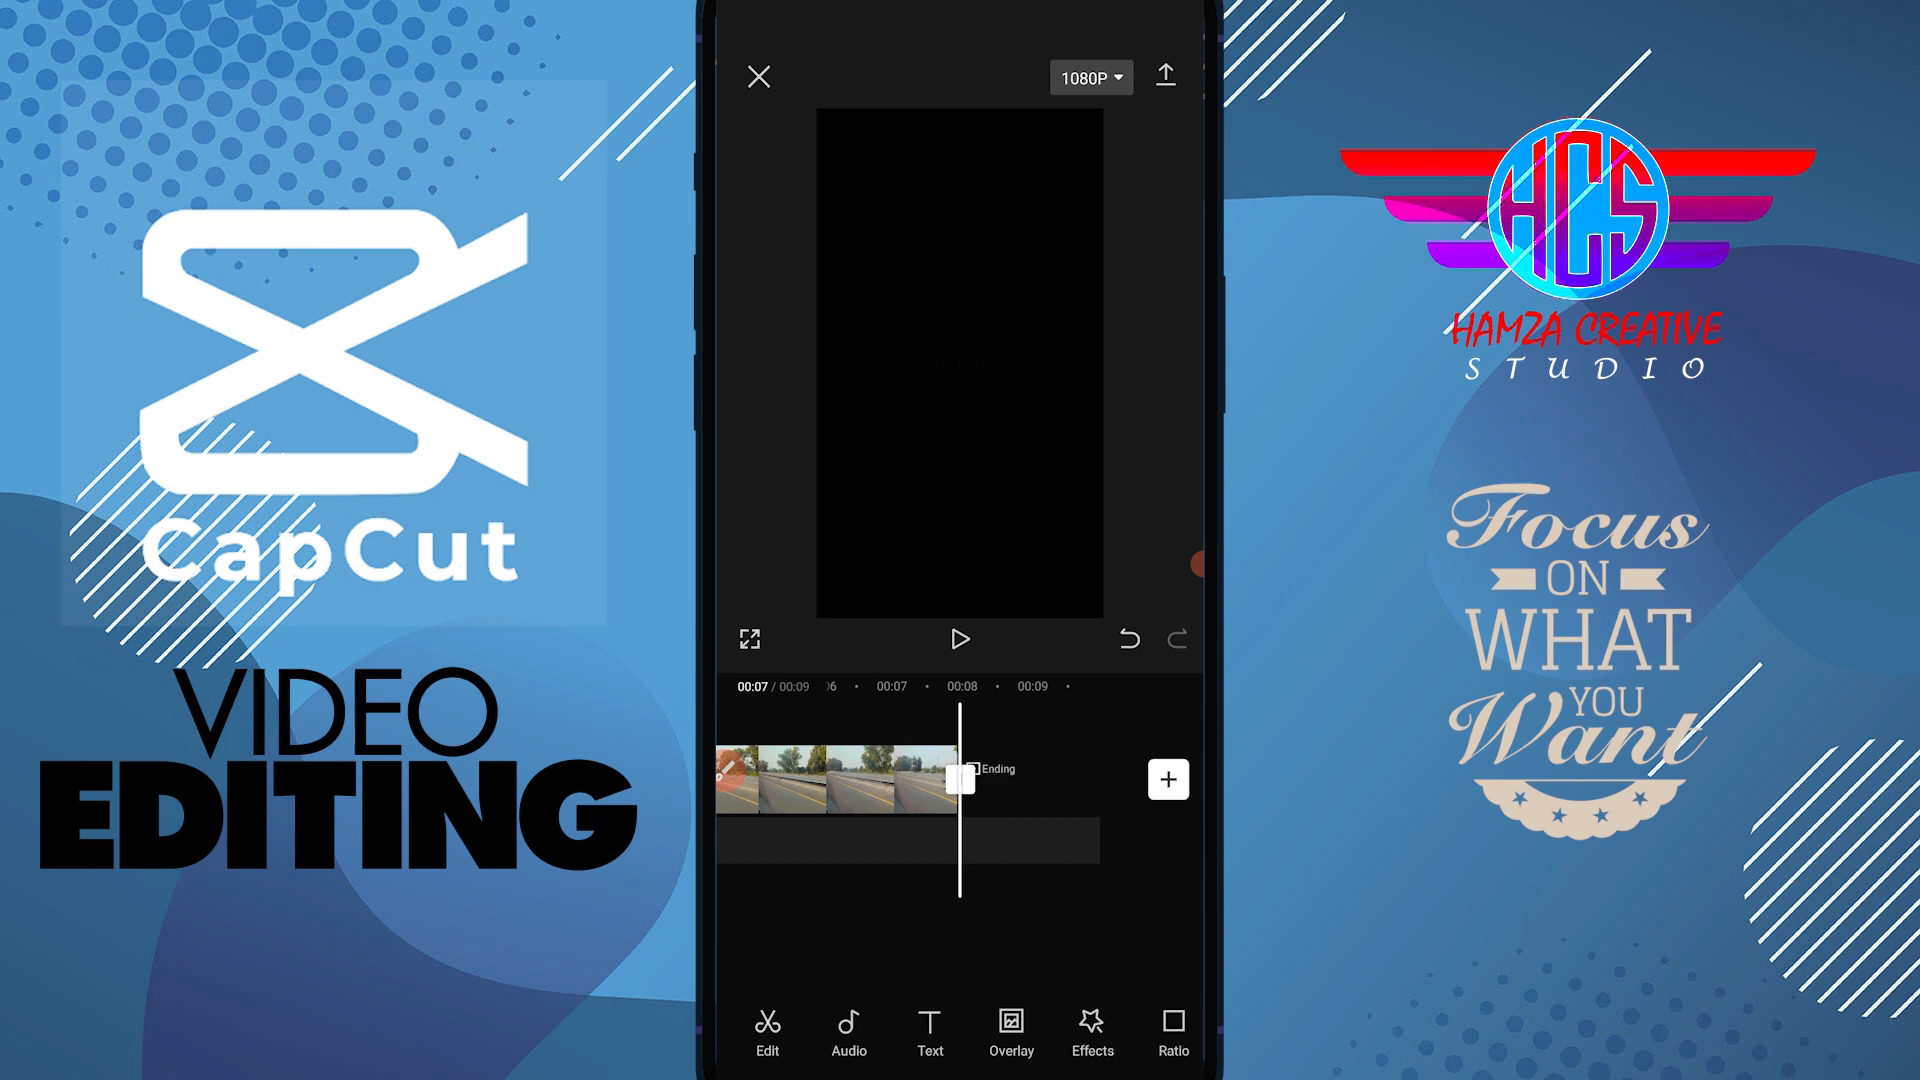 CapCut
VIDEO
EDITING
1080P
00:07 / 00:09
00:07
00:08
00:09
Ending
Edit
Audio
Text
Overlay
Effects
Ratio
HCS
HAMZA CREATIVE
STUDIO
Focus
ON
WHAT
YOU
Want